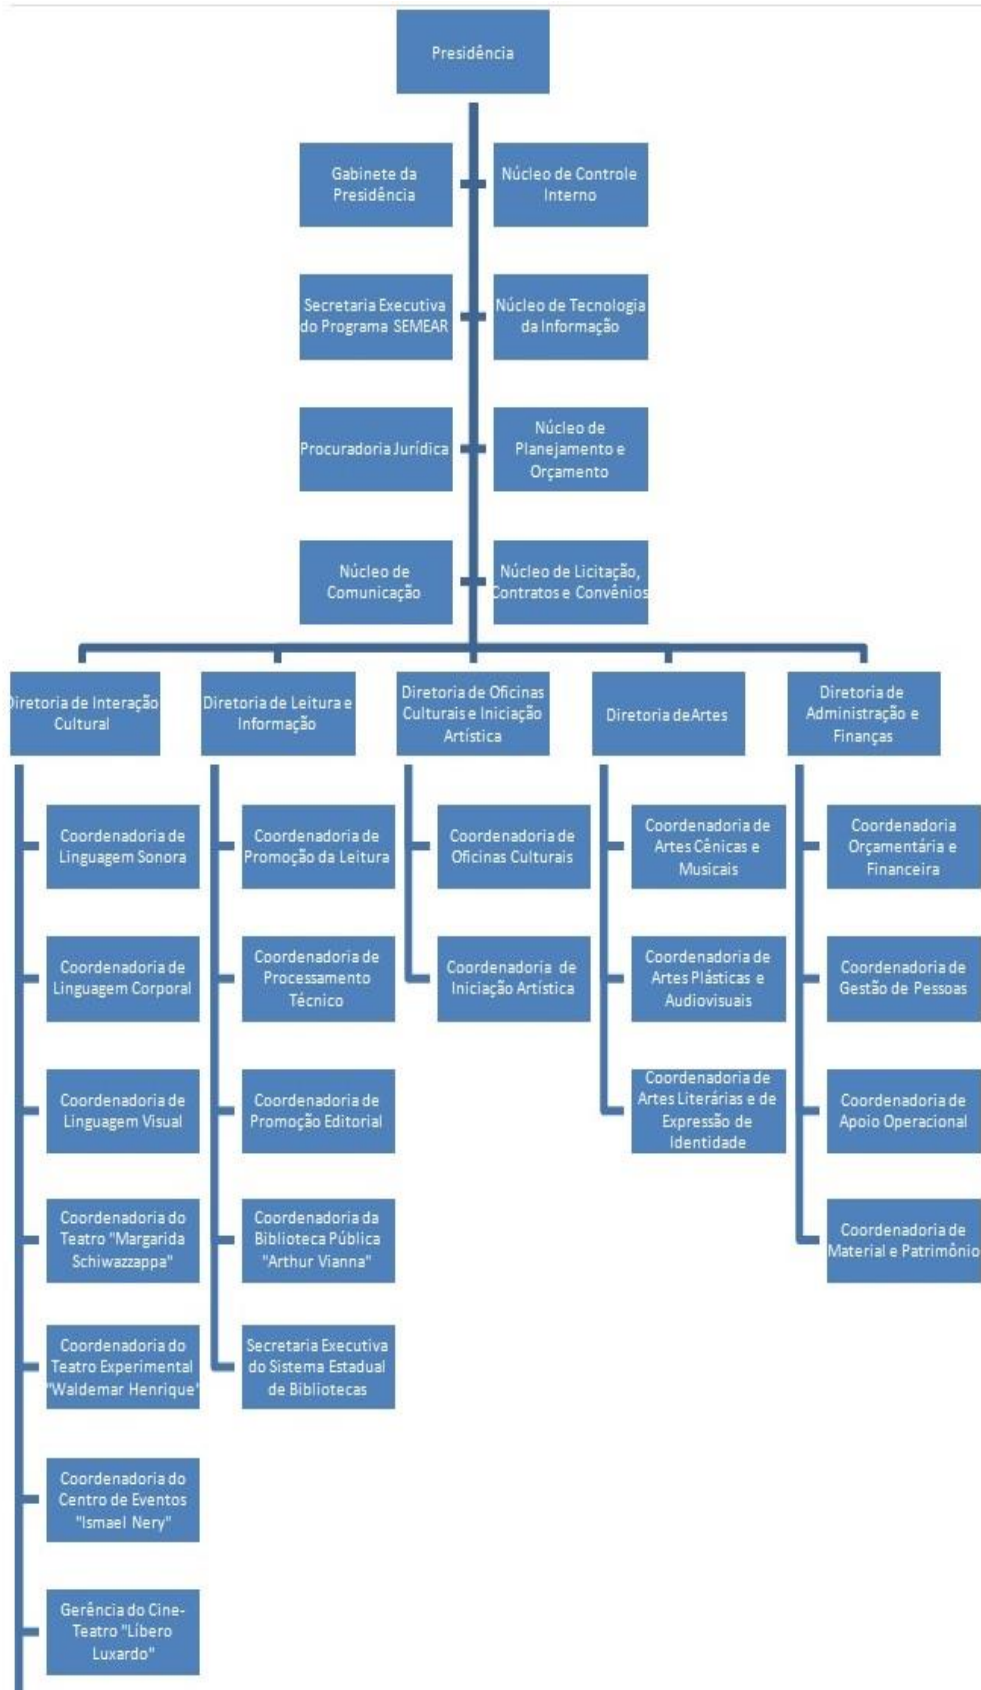 Presidência
Gabinete da
Presidência
Núcleo de Controle
Interno
Secretaria Executiva
do Programa SEMEAR
Núcleo de Tecnologia
da Informação
Procuradoria Jurídica
Núcleo de
Planejamento e
Orçamento
Núcleo de
Comunicação
Núcleo de Licitação,
Contratos e Convênios
Diretoria de Interação
Cultural
Coordenadoria de
Linguagem Sonora
Coordenadoria de
Linguagem Corporal
Coordenadoria de
Linguagem Visual
Coordenadoria do
Teatro "Margarida
Schiwazzappa"
Coordenadoria do
Teatro Experimental
"Waldemar Henrique"
Coordenadoria do
Centro de Eventos
"Ismael Nery"
Gerência do Cine-
Teatro "Líbero
Luxardo"
Diretoria de Leitura e
Informação
Coordenadoria de
Promoção da Leitura
Coordenadoria de
Processamento
Técnico
Coordenadoria de
Promoção Editorial
Coordenadoria da
Biblioteca Pública
"Arthur Vianna"
Secretaria Executiva
do Sistema Estadual
de Bibliotecas
Diretoria de Oficinas
Culturais e Iniciação
Artística
Coordenadoria de
Oficinas Culturais
Coordenadoria de
Iniciação Artística
Diretoria de Artes
Coordenadoria de
Artes Cênicas e
Musicais
Coordenadoria de
Artes Plásticas e
Audiovisuais
Coordenadoria de
Artes Literárias e de
Expressão de
Identidade
Diretoria de
Administração e
Finanças
Coordenadoria
Orçamentária e
Financeira
Coordenadoria de
Gestão de Pessoas
Coordenadoria de
Apoio Operacional
Coordenadoria de
Material e Patrimônio